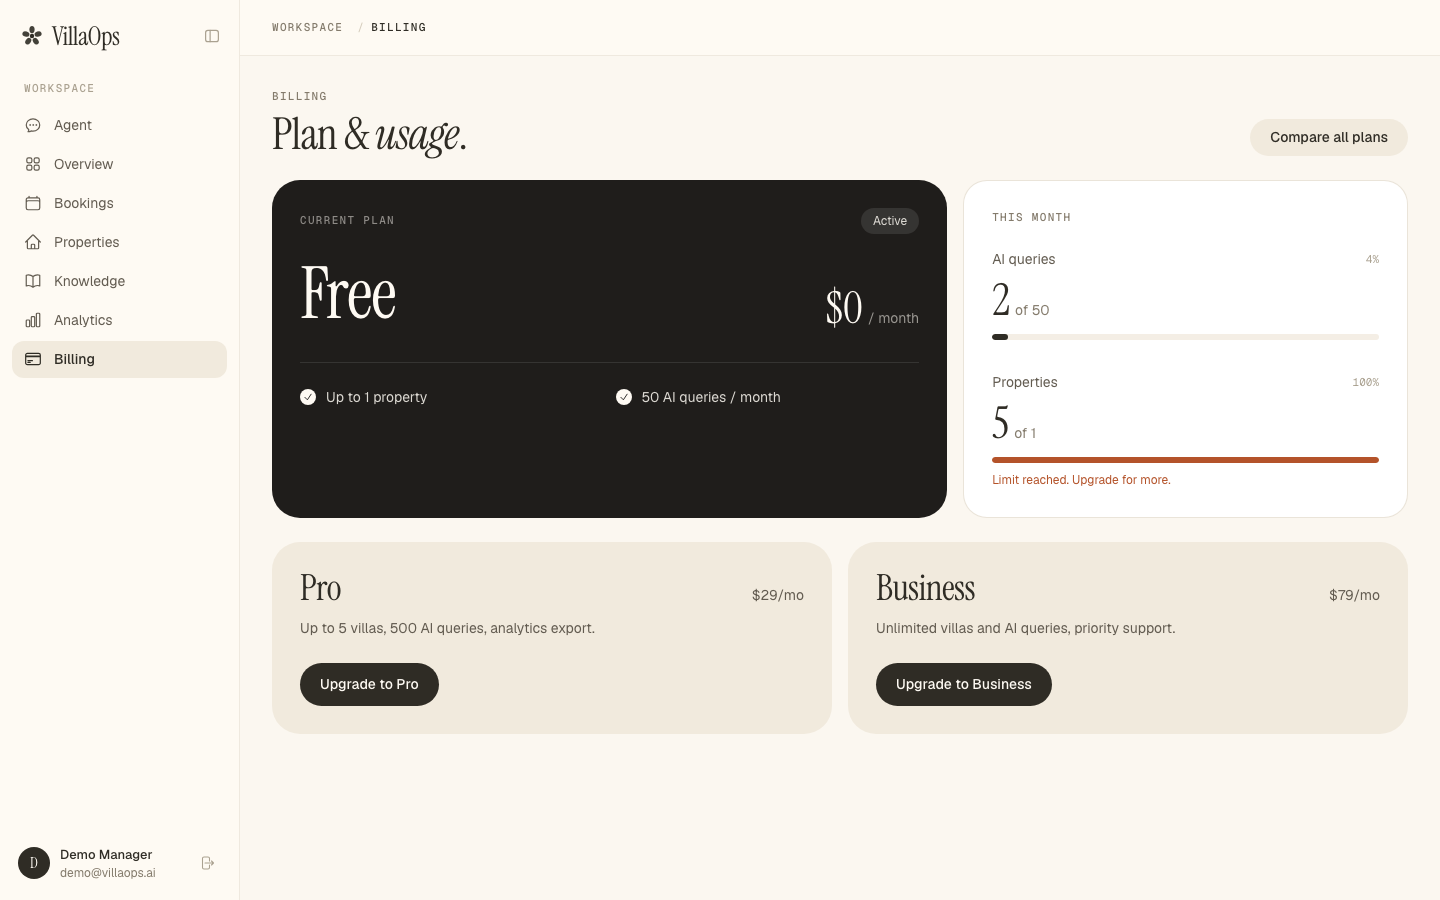 VillaOps
WORKSPACE
Agent
Overview
Bookings
Properties
Knowledge
Analytics
Billing
D
Demo Manager
demo@villaops.ai
WORKSPACE / BILLING
BILLING
Plan & usage.
Compare all plans
CURRENT PLAN
Active
Free
$0 / month
Up to 1 property
50 AI queries / month
THIS MONTH
AI queries 4%
2 of 50
Properties 100%
5 of 1
Limit reached. Upgrade for more.
Pro
$29/mo
Up to 5 villas, 500 AI queries, analytics export.
Upgrade to Pro
Business
$79/mo
Unlimited villas and AI queries, priority support.
Upgrade to Business